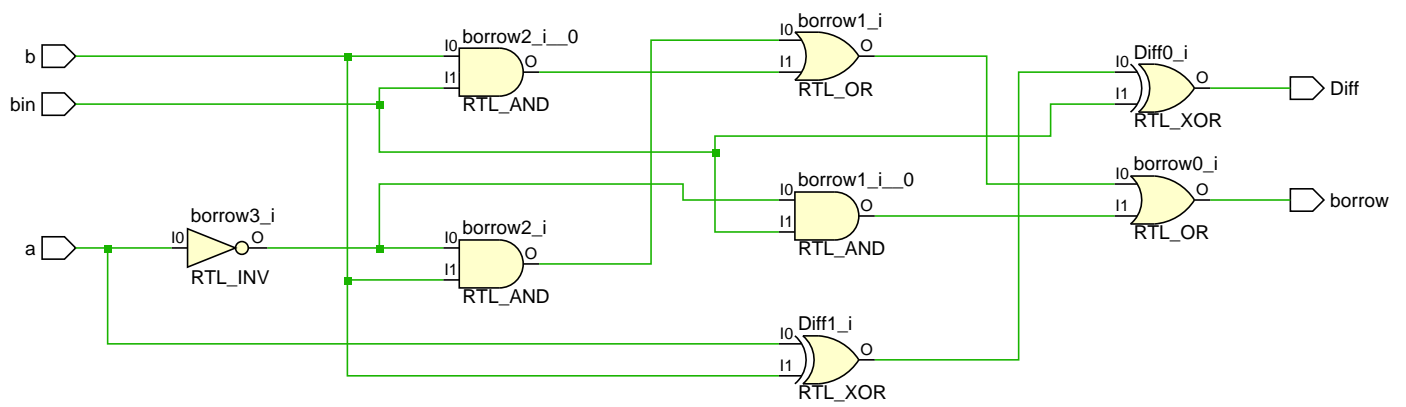 b
bin
a
borrow3_i
I0
O
RTL_INV
borrow2_i__0
I0
I1
O
RTL_AND
borrow2_i
I0
I1
O
RTL_AND
borrow1_i
I0
I1
O
RTL_OR
borrow1_i__0
I0
I1
O
RTL_AND
Diff1_i
I0
I1
O
RTL_XOR
Diff0_i
I0
I1
O
RTL_XOR
borrow0_i
I0
I1
O
RTL_OR
Diff
borrow